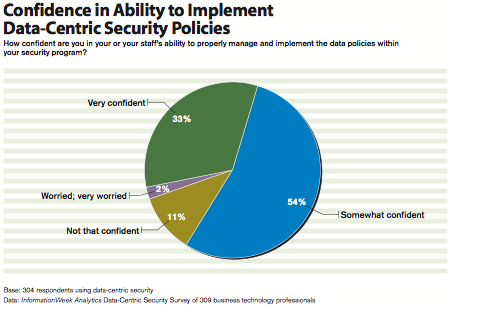 Confidence in Ability to Implement
Data-Centric Security Policies
How confident are you in your or your staff's ability to properly manage and implement the data policies within
your security program?
Very confident
33%
Worried; very worried
2%
Not that confident
11%
54%
Somewhat confident
Base: 304 respondents using data-centric security
Data: InformationWeek Analytics Data-Centric Security Survey of 309 business technology professionals